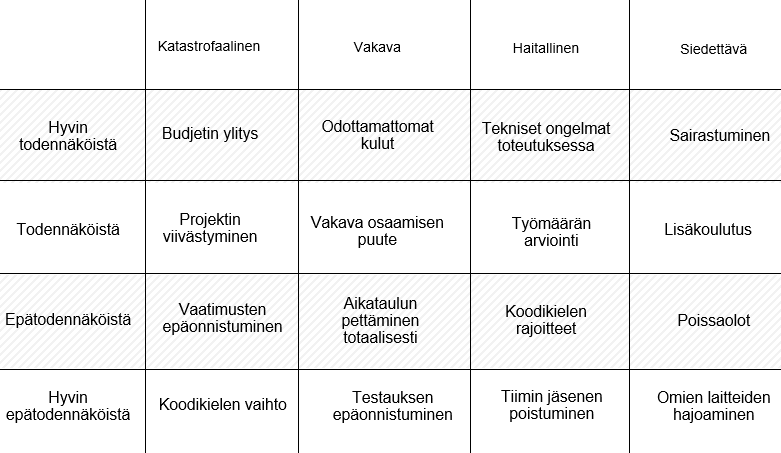 Katastrofaalinen
Vakava
Haitallinen
Siedettävä
Hyvin
todennäköistä
Budjetin ylitys
Odottamattomat
kulut
Tekniset ongelmat
toteutuksessa
Sairastuminen
Todennäköistä
Projektin
viivästyminen
Vakava osaamisen
puute
Työmäärän
arviointi
Lisäkoulutus
Epätodennäköistä
Vaatimusten
epäonnistuminen
Aikataulun
pettäminen
totaalisesti
Koodikielen
rajoitteet
Poissaolot
Hyvin
epätodennäköistä
Koodikielen vaihto
Testauksen
epäonnistuminen
Tiimin jäsenen
poistuminen
Omien laitteiden
hajoaminen